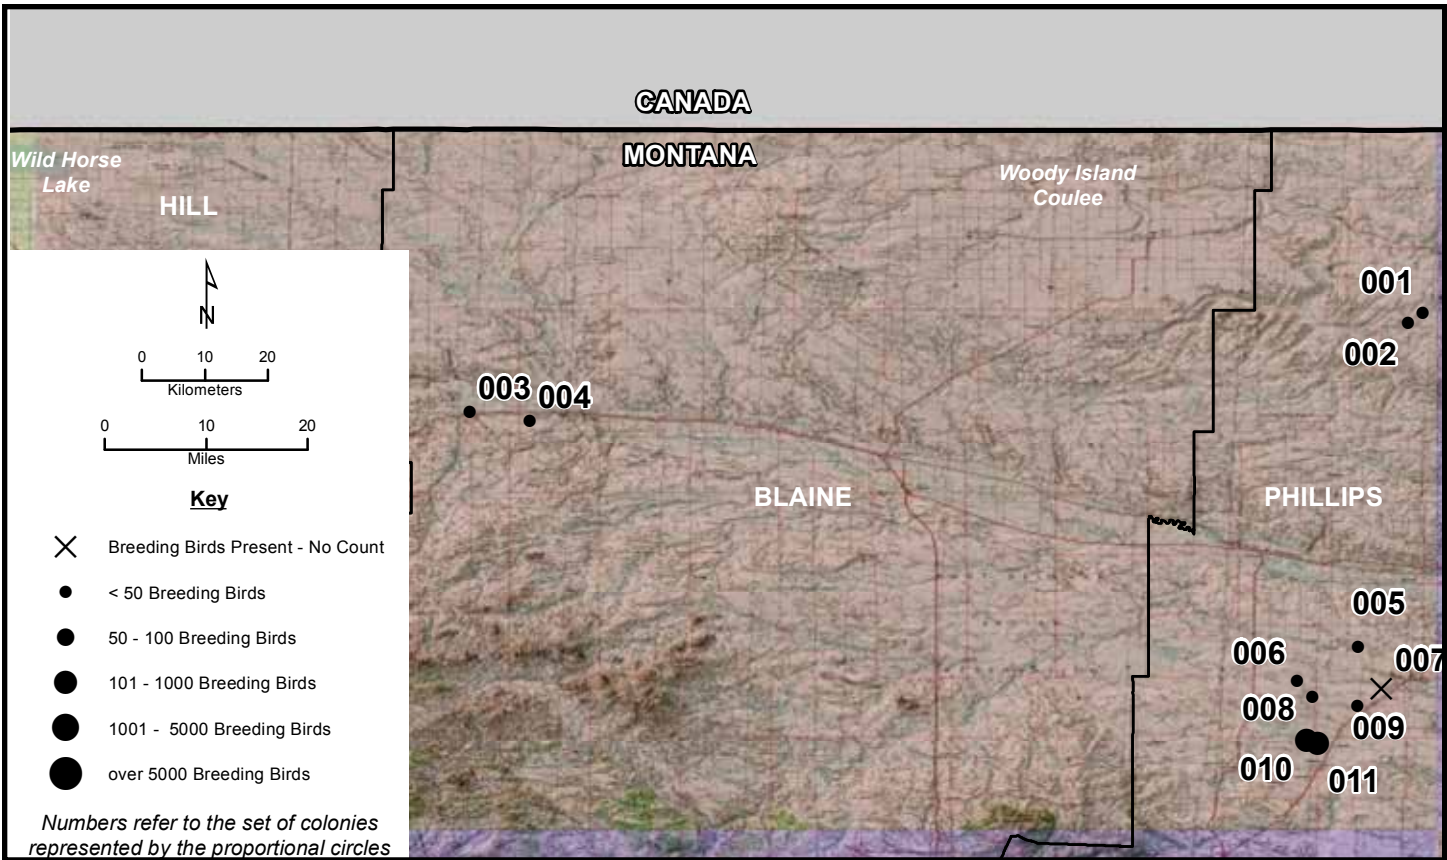 CANADA
MONTANA
Wild Horse
Lake
HILL
Woody Island
Coulee
001
002
003 004
BLAINE
PHILLIPS
005
006
007
008
009
010
011
N
0 10 20
Kilometers
0 10 20
Miles
Key
Breeding Birds Present - No Count
< 50 Breeding Birds
50 - 100 Breeding Birds
101 - 1000 Breeding Birds
1001 - 5000 Breeding Birds
over 5000 Breeding Birds
Numbers refer to the set of colonies
represented by the proportional circles